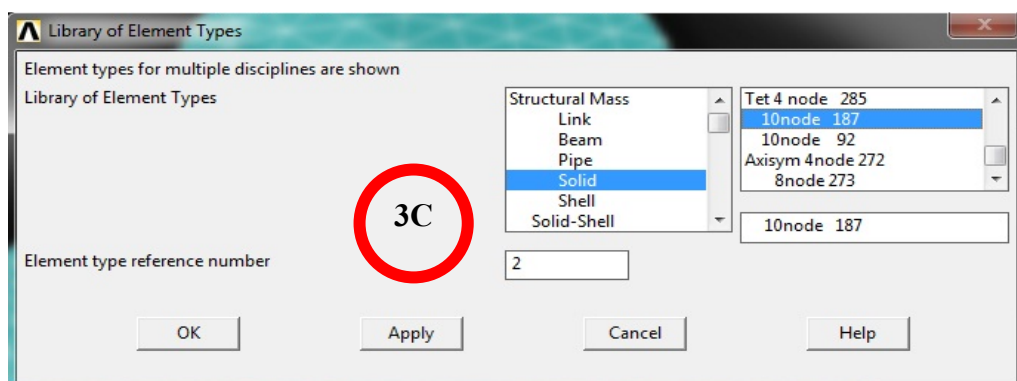 Library of Element Types
Element types for multiple disciplines are shown
Library of Element Types
Structural Mass
Link
Beam
Pipe
Solid
Shell
Solid-Shell
Tet 4 node 285
10node 187
10node 92
Axisym 4node 272
8node 273
10node 187
3C
Element type reference number
2
OK
Apply
Cancel
Help